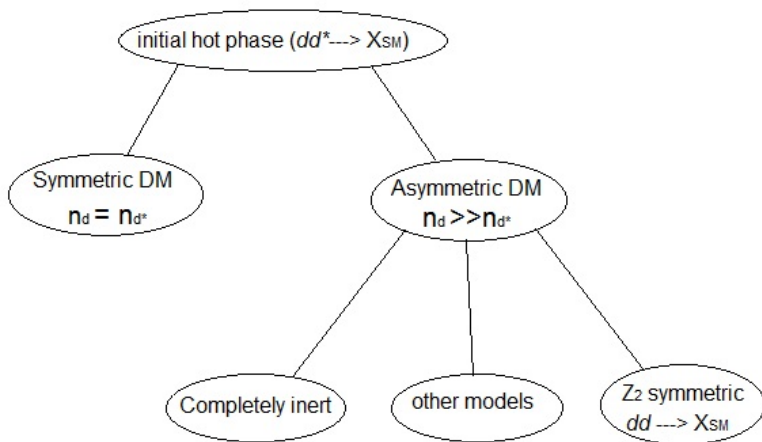 initial hot phase (dd*---> XSM)
Symmetric DM
nd = nd*
Asymmetric DM
nd >>nd*
Completely inert
other models
Z2 symmetric
dd ---> XSM